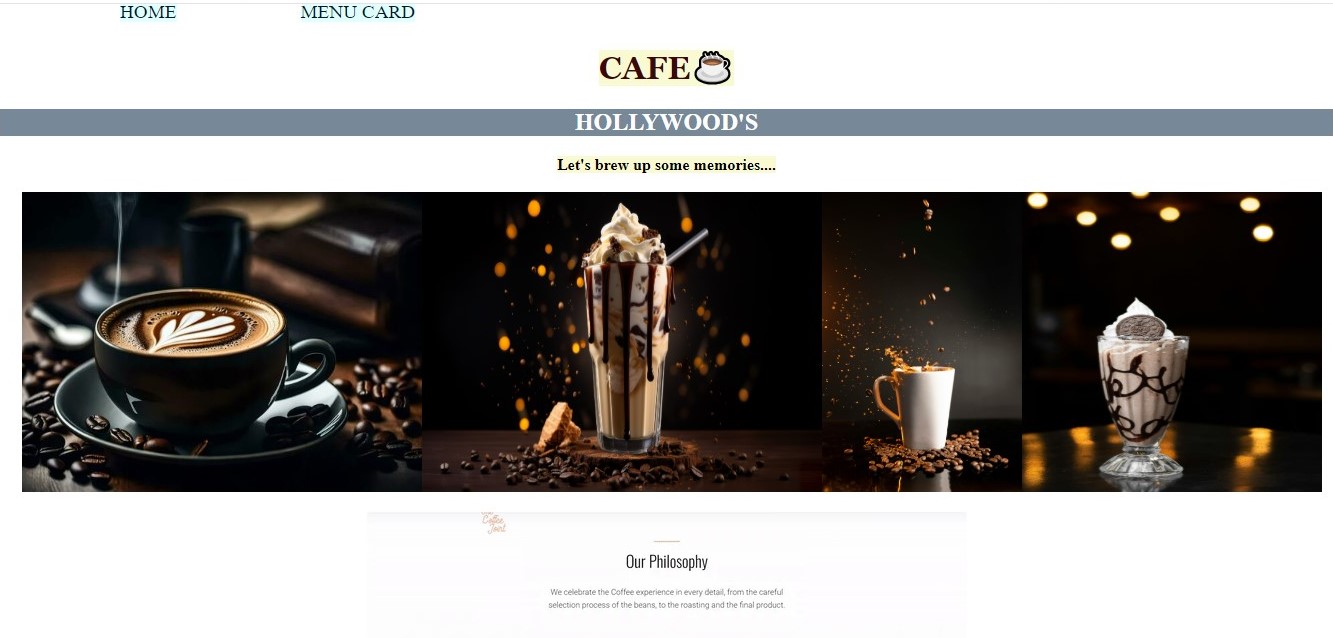 HOME MENU CARD
CAFE
HOLLYWOOD'S
Let's brew up some memories....
Coffee
Joint
Our Philosophy
We celebrate the Coffee experience in every detail, from the careful
selection process of the beans, to the roasting and the final product.